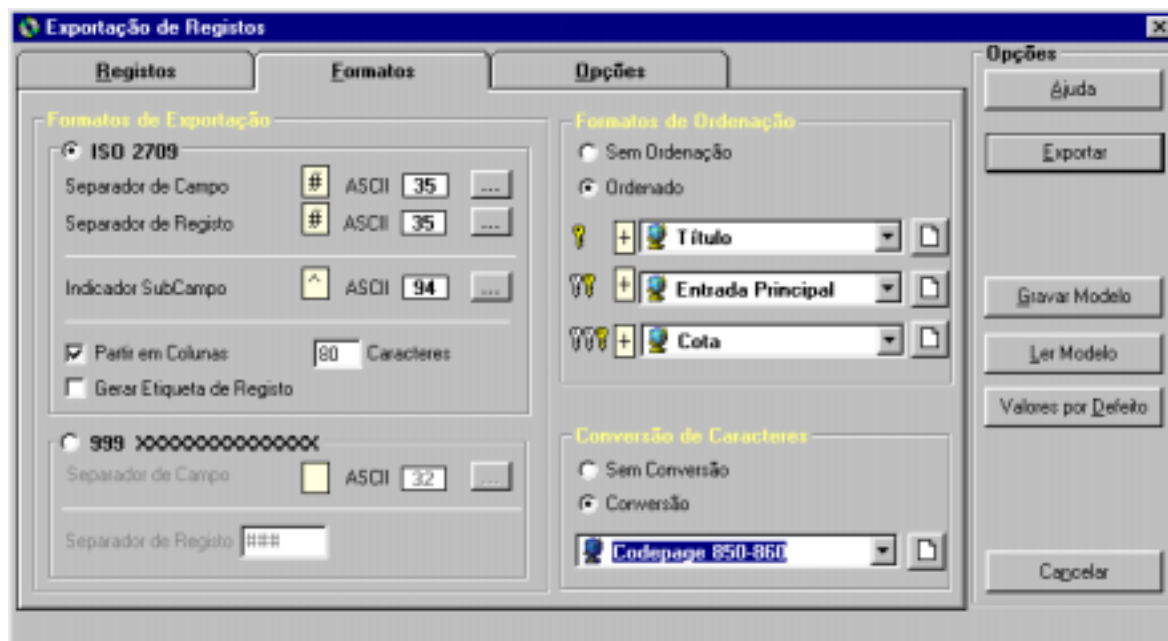 Exportação de Registos
Registos
Formatos
Opções
Formatos de Exportação
ISO 2709
Separador de Campo # ASCII 35 ...
Separador de Registo # ASCII 35 ...
Indicador SubCampo ^ ASCII 94 ...
Partir em Colunas 80 Caracteres
Gerar Etiqueta de Registo
999 XXXXXXXXXXXXXXX
Separador de Campo ASCII 32 ...
Separador de Registo ###
Formatos de Ordenação
Sem Ordenação
Ordenado
+ Título
+ Entrada Principal
+ Cota
Conversão de Caracteres
Sem Conversão
Conversão
Codepage 850-860
Opções
Ajuda
Exportar
Gravar Modelo
Ler Modelo
Valores por Defeito
Cancelar